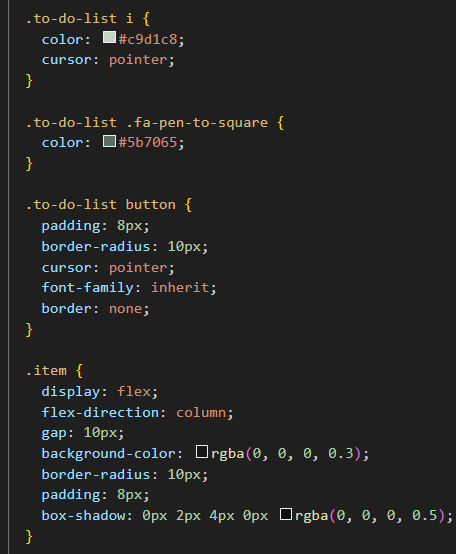 .to-do-list i {
  color: #c9d1c8;
  cursor: pointer;
}

.to-do-list .fa-pen-to-square {
  color: #5b7065;
}

.to-do-list button {
  padding: 8px;
  border-radius: 10px;
  cursor: pointer;
  font-family: inherit;
  border: none;
}

.item {
  display: flex;
  flex-direction: column;
  gap: 10px;
  background-color: rgba(0, 0, 0, 0.3);
  border-radius: 10px;
  padding: 8px;
  box-shadow: 0px 2px 4px 0px rgba(0, 0, 0, 0.5);
}